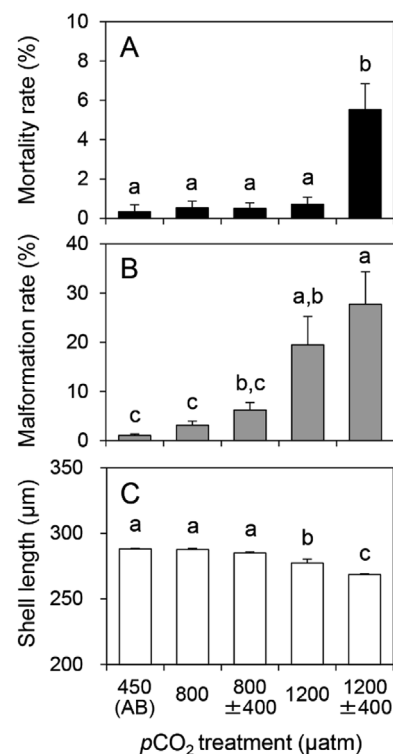 Mortality rate (%)
8
6
4
2
0
A
a
a
a
a
b
Malformation rate (%)
40
30
20
10
0
B
c
c
b,c
a,b
a
Shell length (µm)
350
300
250
200
C
a
a
a
b
c
450
(AB)
800
800
±400
1200
1200
±400
pCO₂ treatment (µatm)